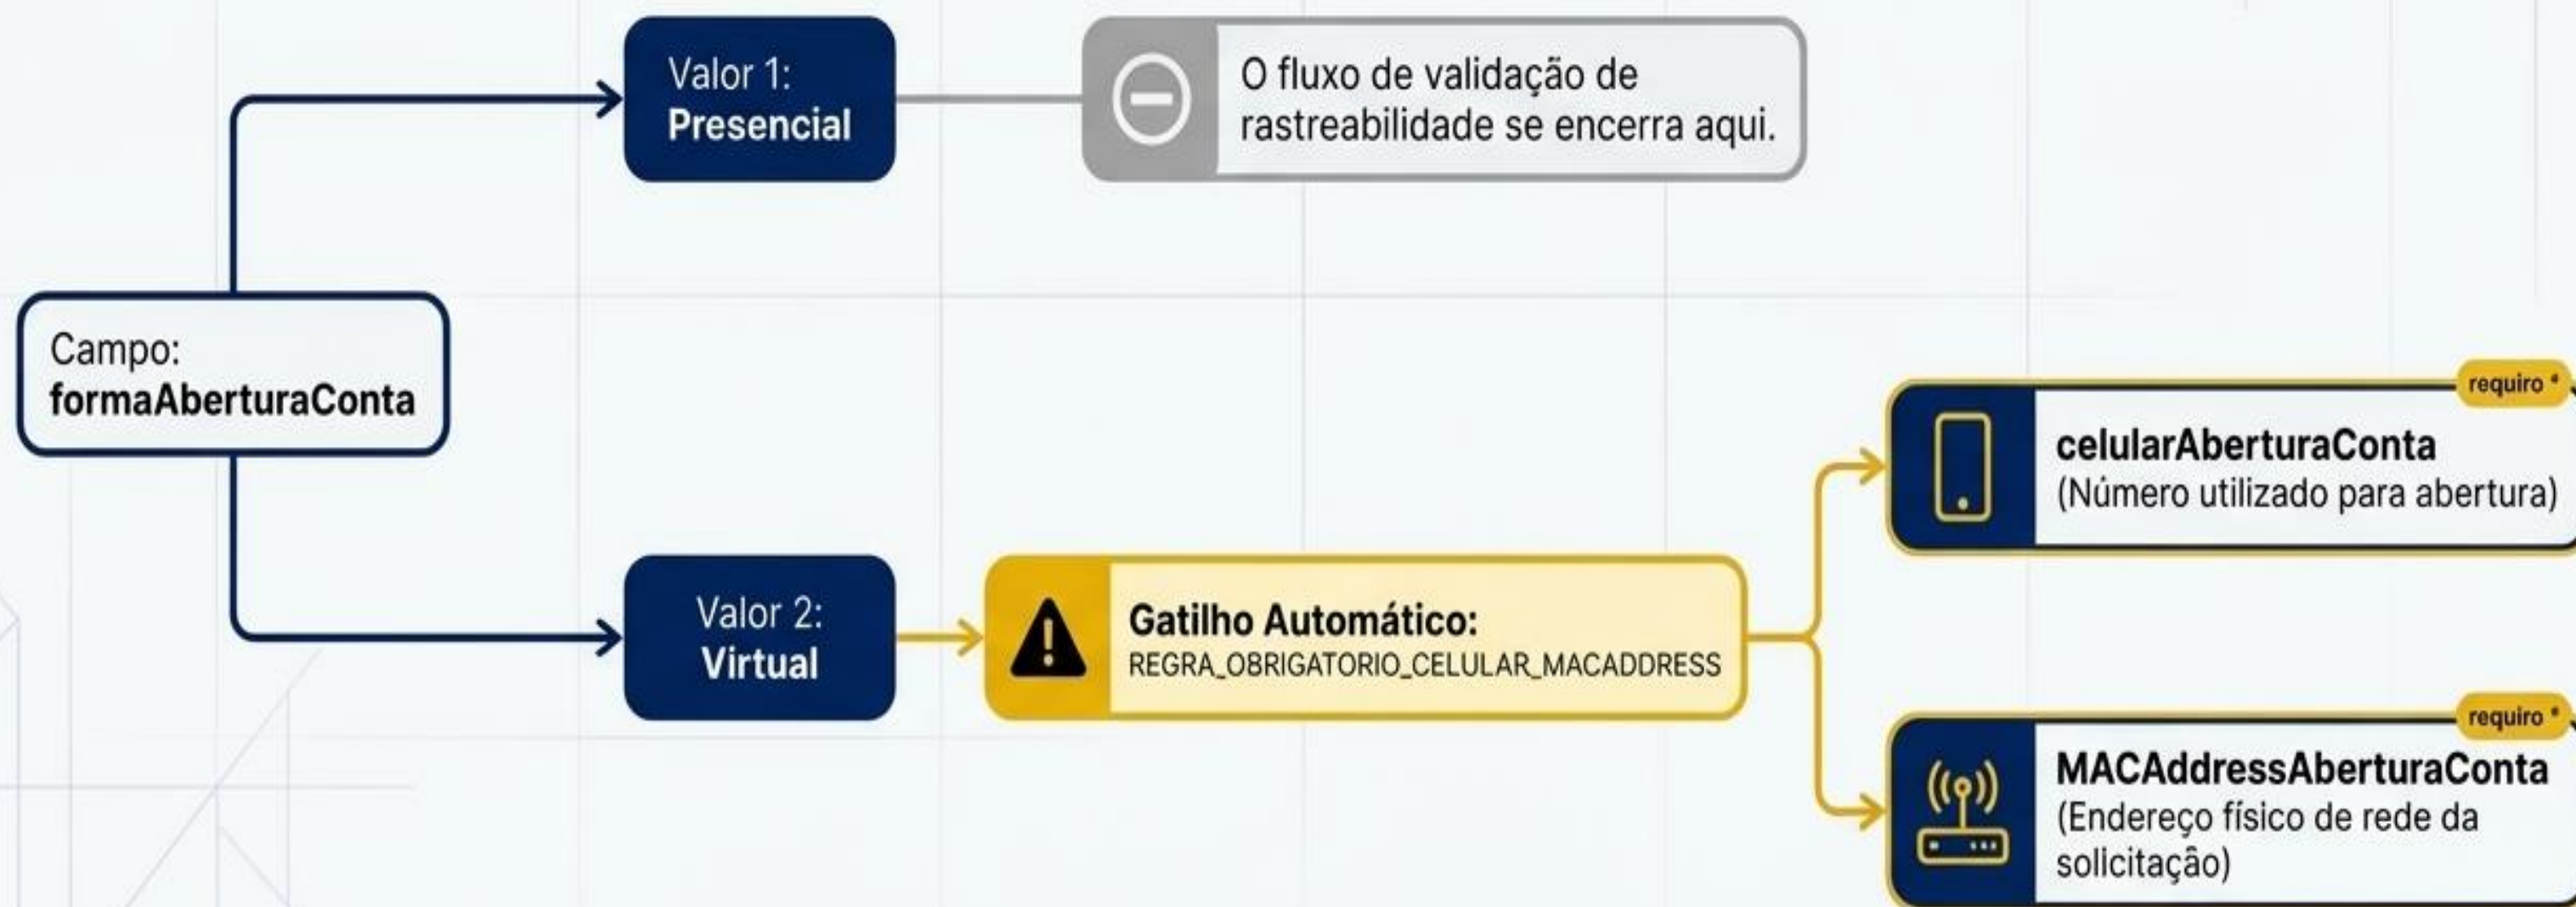 Valor 1:
Presencial
O fluxo de validação de
rastreabilidade se encerra aqui.
Campo:
formaAberturaConta
requiro *
celularAberturaConta
(Número utilizado para abertura)
Valor 2:
Virtual
Gatilho Automático:
REGRA_OBRIGATORIO_CELULAR_MACADDRESS
requiro *
MACAddressAberturaConta
(Endereço físico de rede da
solicitação)